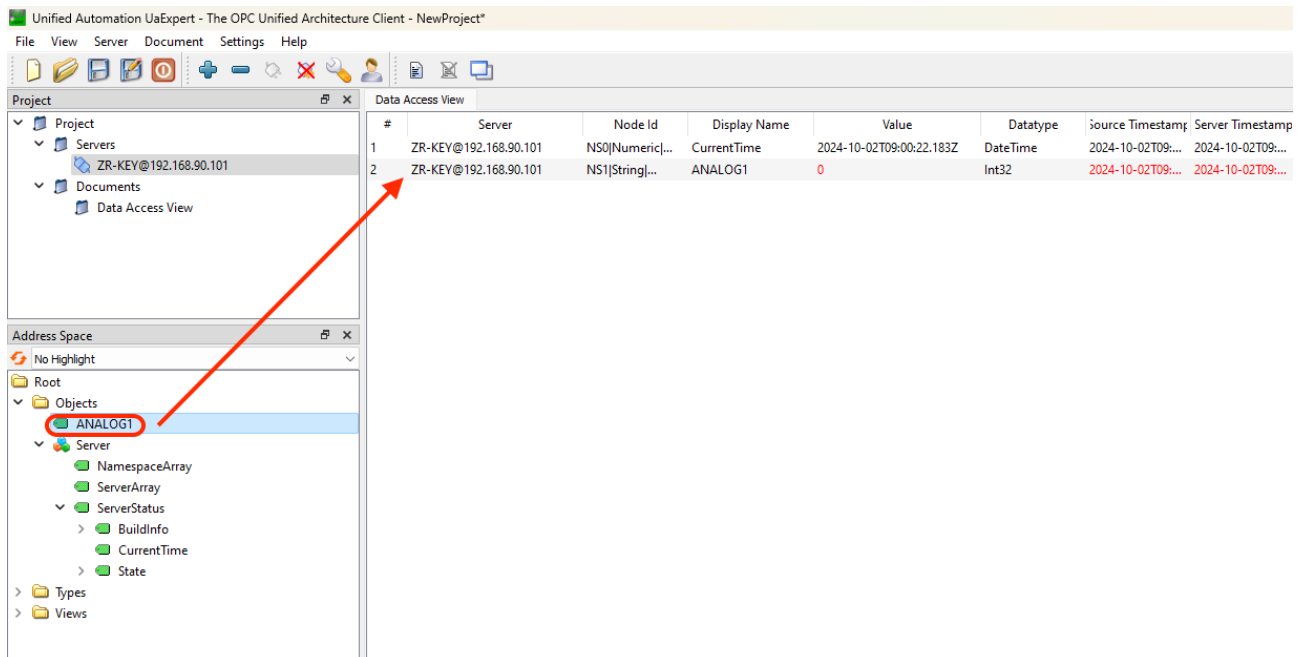 Unified Automation UaExpert - The OPC Unified Architecture Client - NewProject*
File View Server Document Settings Help
Project
Project
Servers
ZR-KEY@192.168.90.101
Documents
Data Access View
Data Access View
# Server Node Id Display Name Value Datatype Source Timestamp Server Timestamp
1 ZR-KEY@192.168.90.101 NS0|Numeric|... CurrentTime 2024-10-02T09:00:22.183Z DateTime 2024-10-02T09:... 2024-10-02T09:...
2 ZR-KEY@192.168.90.101 NS1|String|... ANALOG1 0 Int32 2024-10-02T09:... 2024-10-02T09:...
Address Space
No Highlight
Root
Objects
ANALOG1
Server
NamespaceArray
ServerArray
ServerStatus
BuildInfo
CurrentTime
State
Types
Views